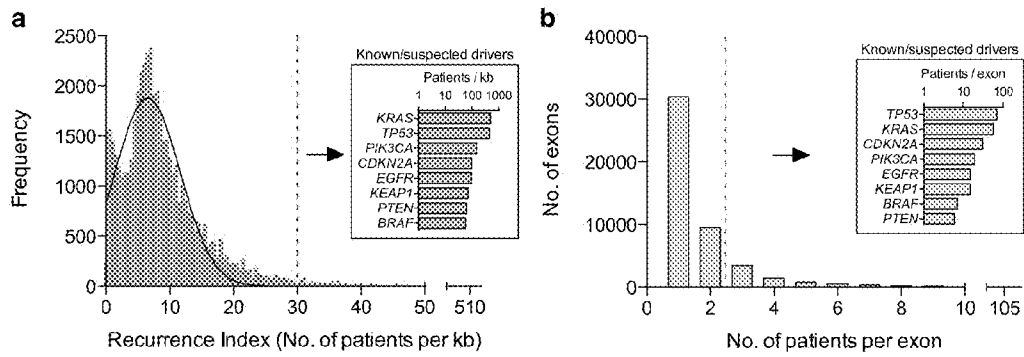 a
2500
2000
1500
1000
500
0
Frequency
0 10 20 30 40 50 510
Recurrence Index (No. of patients per kb)
Known/suspected drivers
Patients / kb
1 10 100 1000
KRAS
TP53
PIK3CA
CDKN2A
EGFR
KEAP1
PTEN
BRAF
b
40000
30000
20000
10000
0
No. of exons
0 2 4 6 8 10 105
No. of patients per exon
Known/suspected drivers
Patients / exon
1 10 100
TP53
KRAS
CDKN2A
PIK3CA
EGFR
KEAP1
BRAF
PTEN